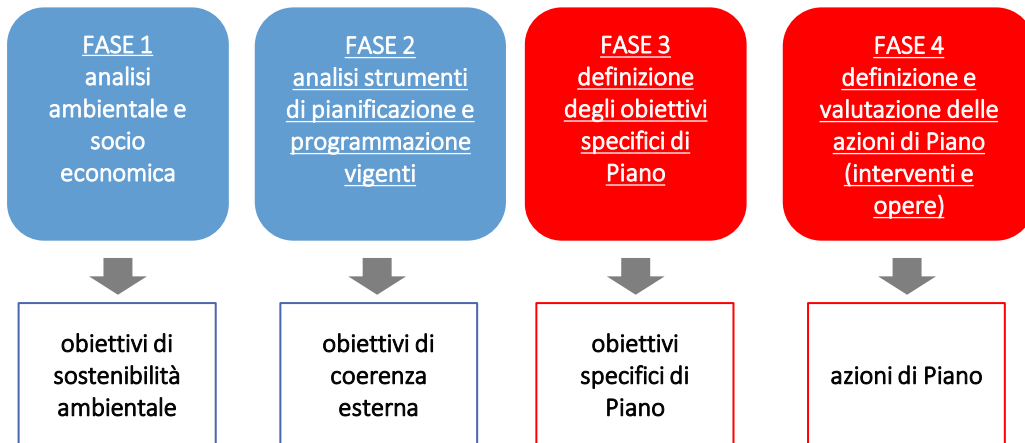 FASE 1
analisi
ambientale e
socio
economica
FASE 2
analisi strumenti
di pianificazione e
programmazione
vigenti
FASE 3
definizione
degli obiettivi
specifici di
Piano
FASE 4
definizione e
valutazione delle
azioni di Piano
(interventi e
opere)
obiettivi di
sostenibilità
ambientale
obiettivi di
coerenza
esterna
obiettivi
specifici di
Piano
azioni di Piano